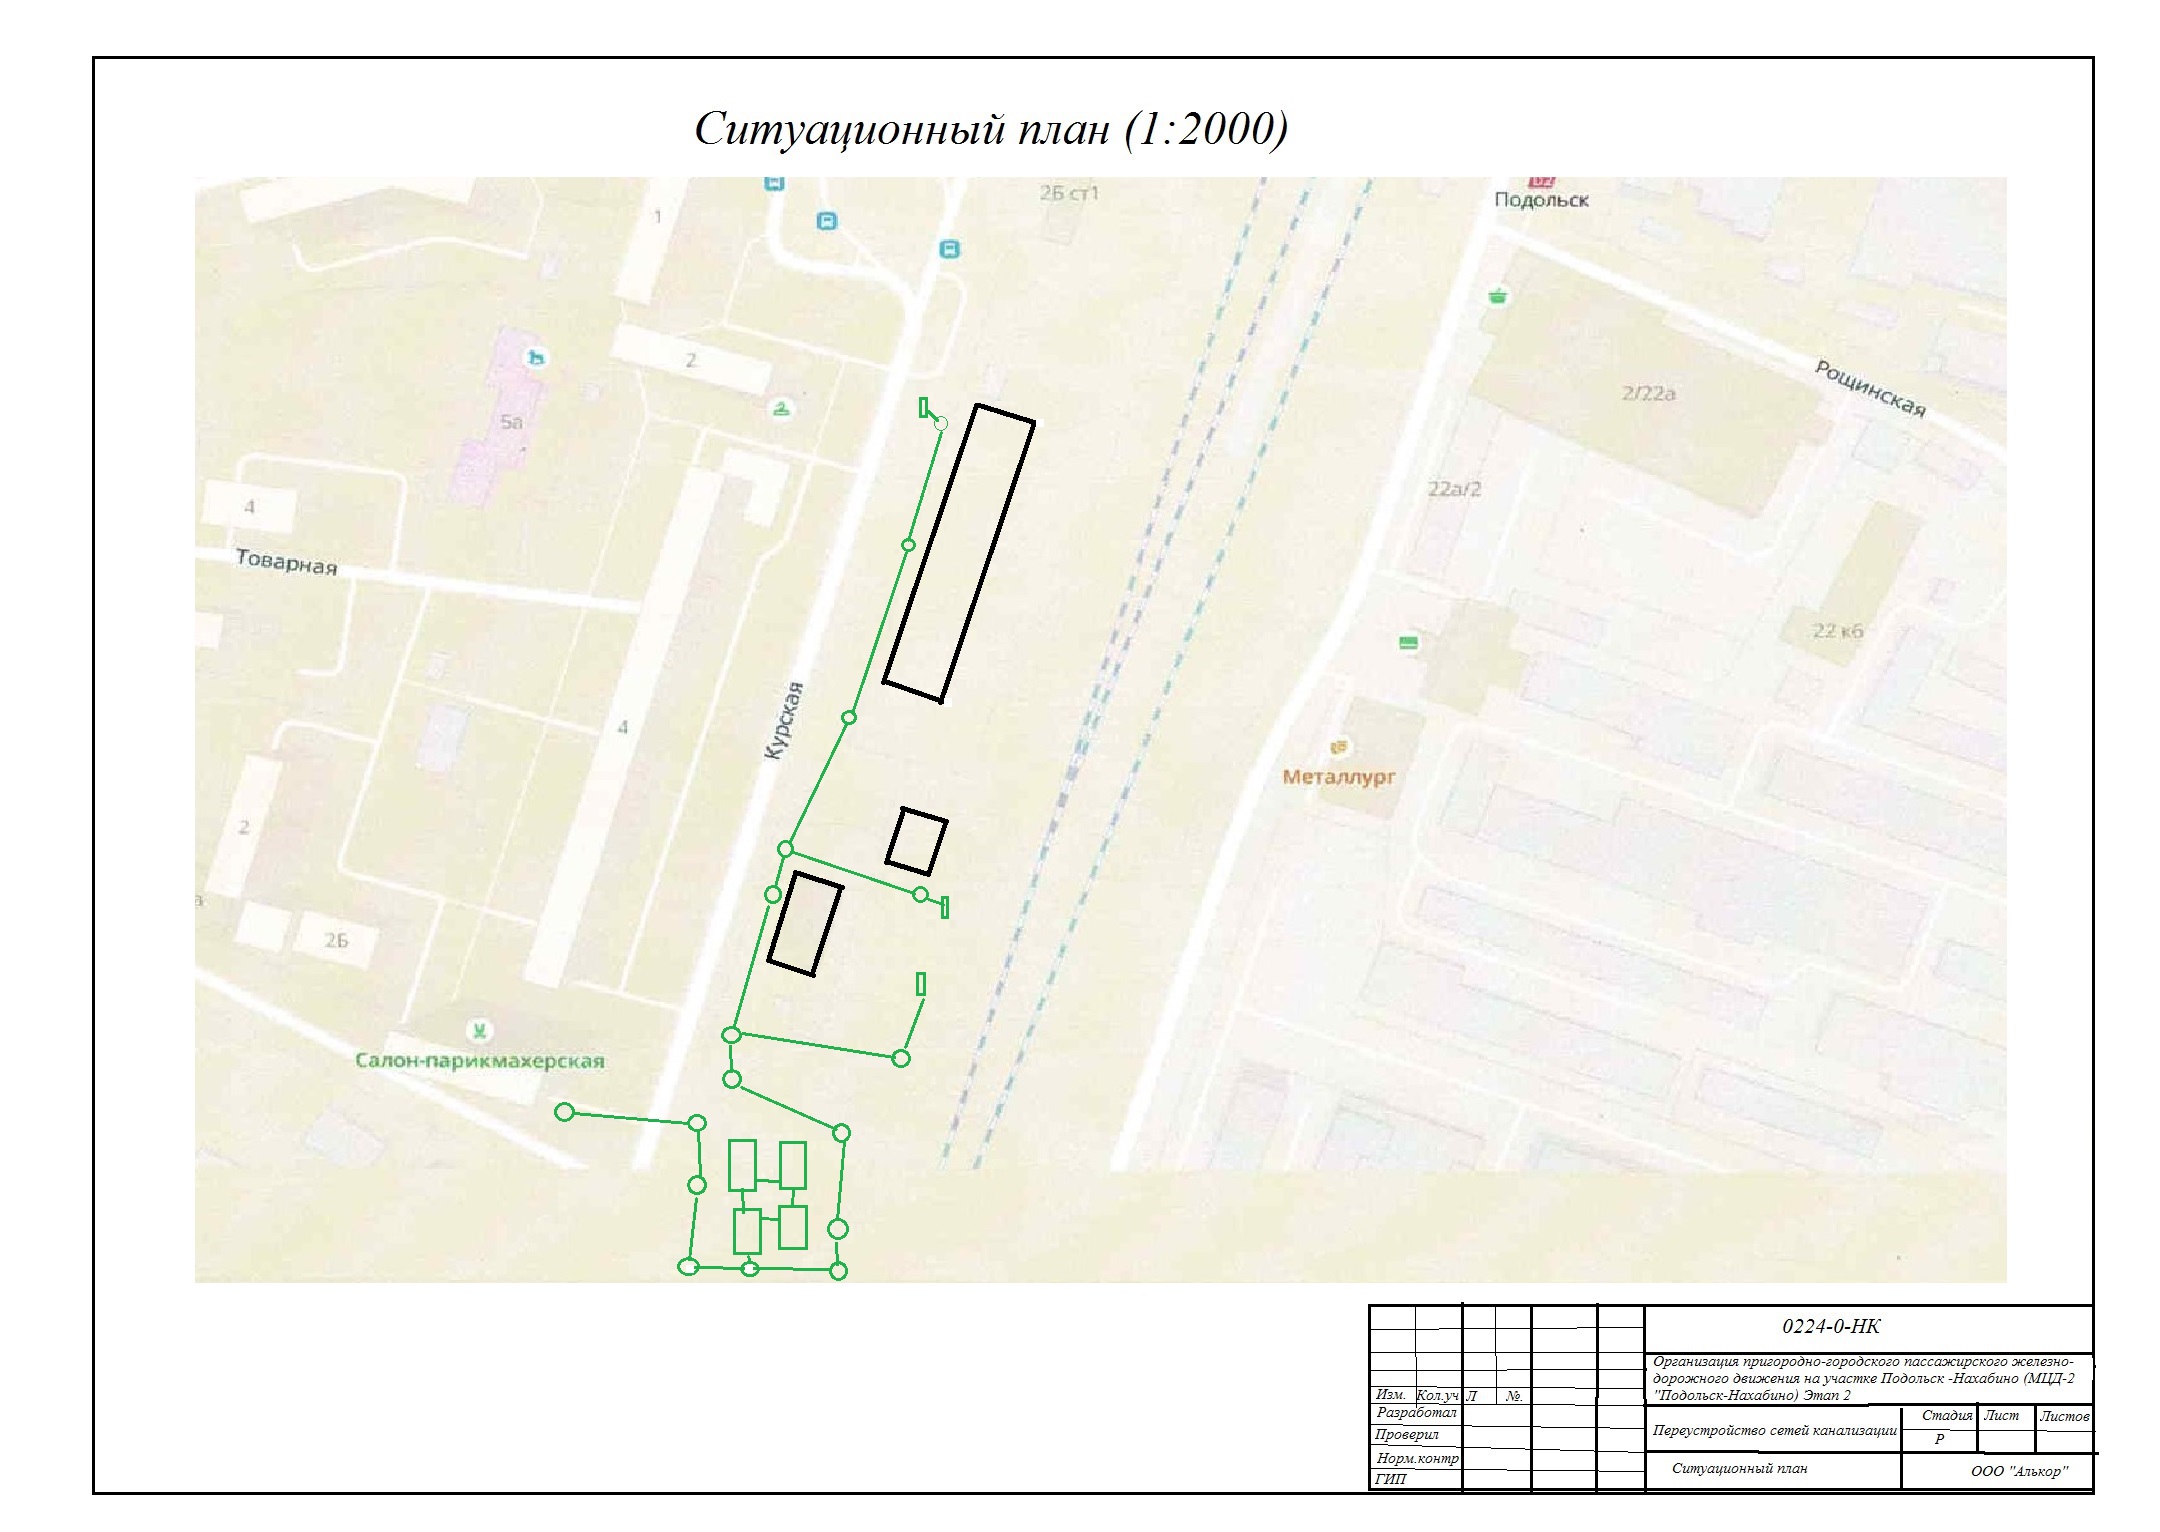 Ситуационный план (1:2000)
2Б ст1
Подольск
1
2
Рощинская
2/22а
5а
22а/2
4
Товарная
22 к6
Курская
4
Металлург
2
а
2Б
Салон-парикмахерская
0224-0-НК
Организация пригородно-городского пассажирского железно-
дорожного движения на участке Подольск -Нахабино (МЦД-2
"Подольск-Нахабино) Этап 2
Изм. Кол.уч Л №.
Разработал
Проверил
Норм.контр
ГИП
Переустройство сетей канализации
Стадия Лист Листов
Р
Ситуационный план
ООО "Алькор"